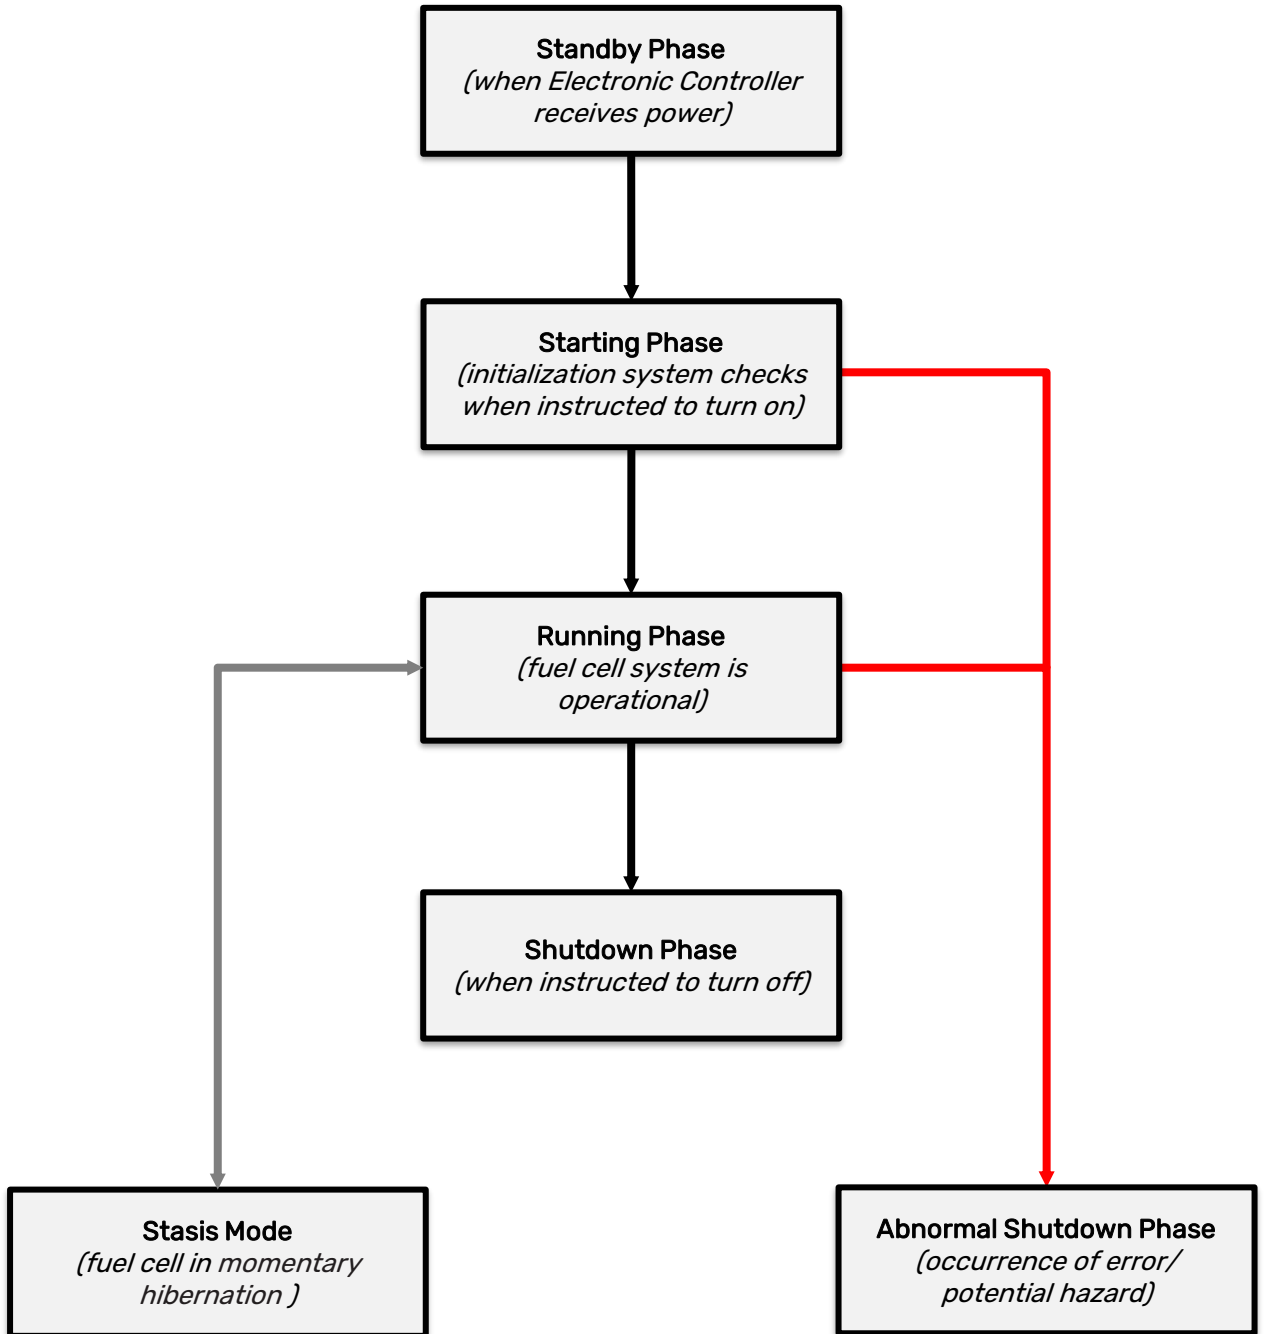 Standby Phase
(when Electronic Controller
receives power)
Starting Phase
(initialization system checks
when instructed to turn on)
Running Phase
(fuel cell system is
operational)
Shutdown Phase
(when instructed to turn off)
Stasis Mode
(fuel cell in momentary
hibernation )
Abnormal Shutdown Phase
(occurrence of error/
potential hazard)